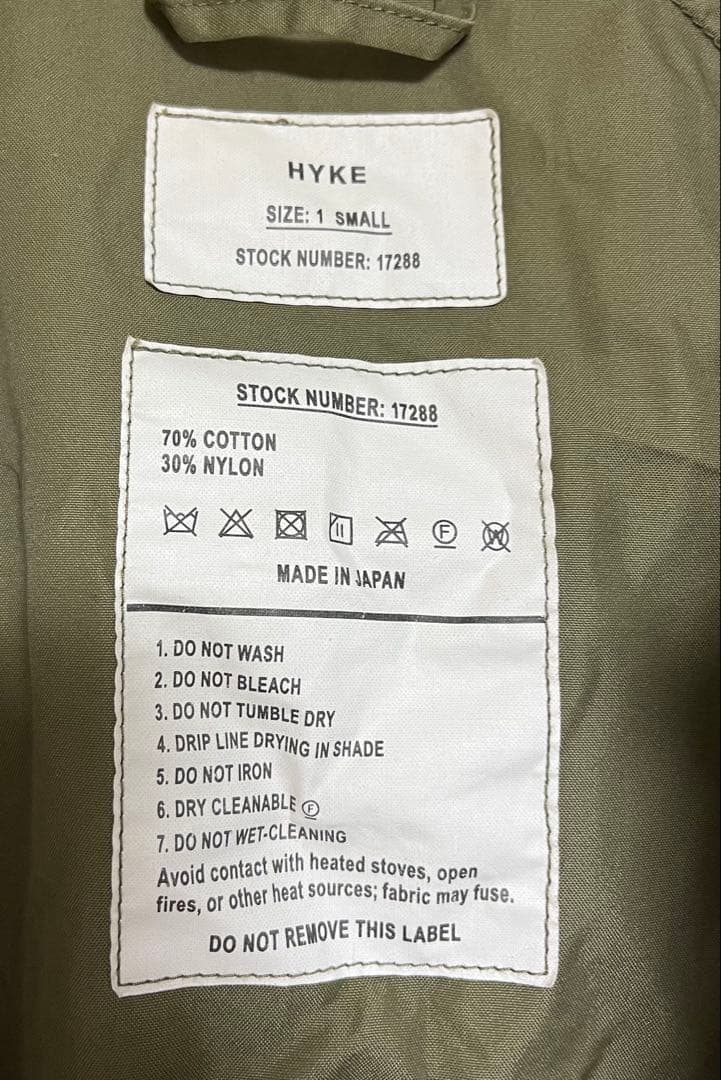 HYKE
SIZE: 1 SMALL
STOCK NUMBER: 17288
STOCK NUMBER: 17288
70% COTTON
30% NYLON
F W
MADE IN JAPAN
1. DO NOT WASH
2. DO NOT BLEACH
3. DO NOT TUMBLE DRY
4. DRIP LINE DRYING IN SHADE
5. DO NOT IRON
6. DRY CLEANABLE Ⓕ
7. DO NOT WET-CLEANING
Avoid contact with heated stoves, open
fires, or other heat sources; fabric may fuse.
DO NOT REMOVE THIS LABEL